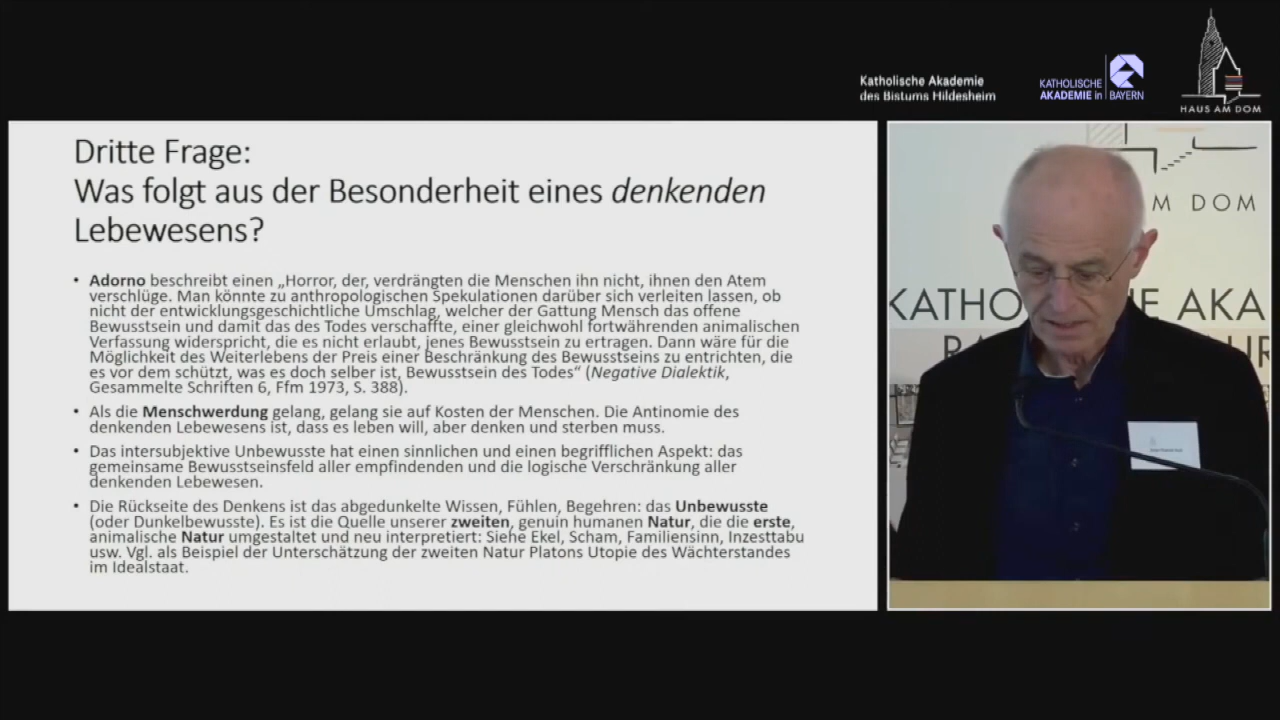 Katholische Akademie
des Bistums Hildesheim
KATHOLISCHE
AKADEMIE in BAYERN
HAUS AM DOM
Dritte Frage:
Was folgt aus der Besonderheit eines denkenden
Lebewesens?
• Adorno beschreibt einen „Horror, der, verdrängten die Menschen ihn nicht, ihnen den Atem
verschlüge. Man könnte zu anthropologischen Spekulationen darüber sich verleiten lassen, ob
nicht der entwicklungsgeschichtliche Umschlag, welcher der Gattung Mensch das offene
Bewusstsein und damit das des Todes verschaffte, einer gleichwohl fortwährenden animalischen
Verfassung widerspricht, die es nicht erlaubt, jenes Bewusstsein zu ertragen. Dann wäre für die
Möglichkeit des Weiterlebens der Preis einer Beschränkung des Bewusstseins zu entrichten, die
es vor dem schützt, was es doch selber ist, Bewusstsein des Todes“ (Negative Dialektik,
Gesammelte Schriften 6, Ffm 1973, S. 388).
• Als die Menschwerdung gelang, gelang sie auf Kosten der Menschen. Die Antinomie des
denkenden Lebewesens ist, dass es leben will, aber denken und sterben muss.
• Das intersubjektive Unbewusste hat einen sinnlichen und einen begrifflichen Aspekt: das
gemeinsame Bewusstseinsfeld aller empfindenden und die logische Verschränkung aller
denkenden Lebewesen.
• Die Rückseite des Denkens ist das abgedunkelte Wissen, Fühlen, Begehren: das Unbewusste
(oder Dunkelbewusste). Es ist die Quelle unserer zweiten, genuin humanen Natur, die die erste,
animalische Natur umgestaltet und neu interpretiert: Siehe Ekel, Scham, Familiensinn, Inzesttabu
usw. Vgl. als Beispiel der Unterschätzung der zweiten Natur Platons Utopie des Wächterstandes
im Idealstaat.
M DOM
KATHO ­­­E AKA